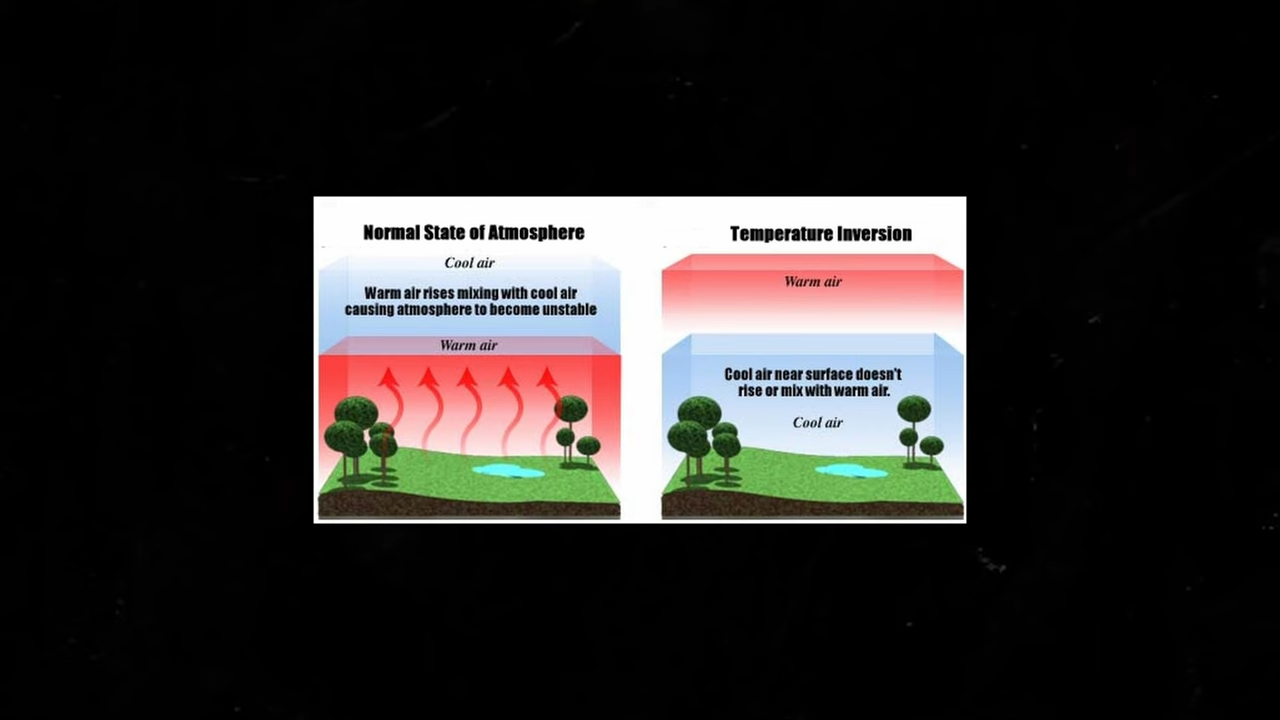 Normal State of Atmosphere
Cool air
Warm air rises mixing with cool air
causing atmosphere to become unstable
Warm air
Temperature Inversion
Warm air
Cool air near surface doesn't
rise or mix with warm air.
Cool air